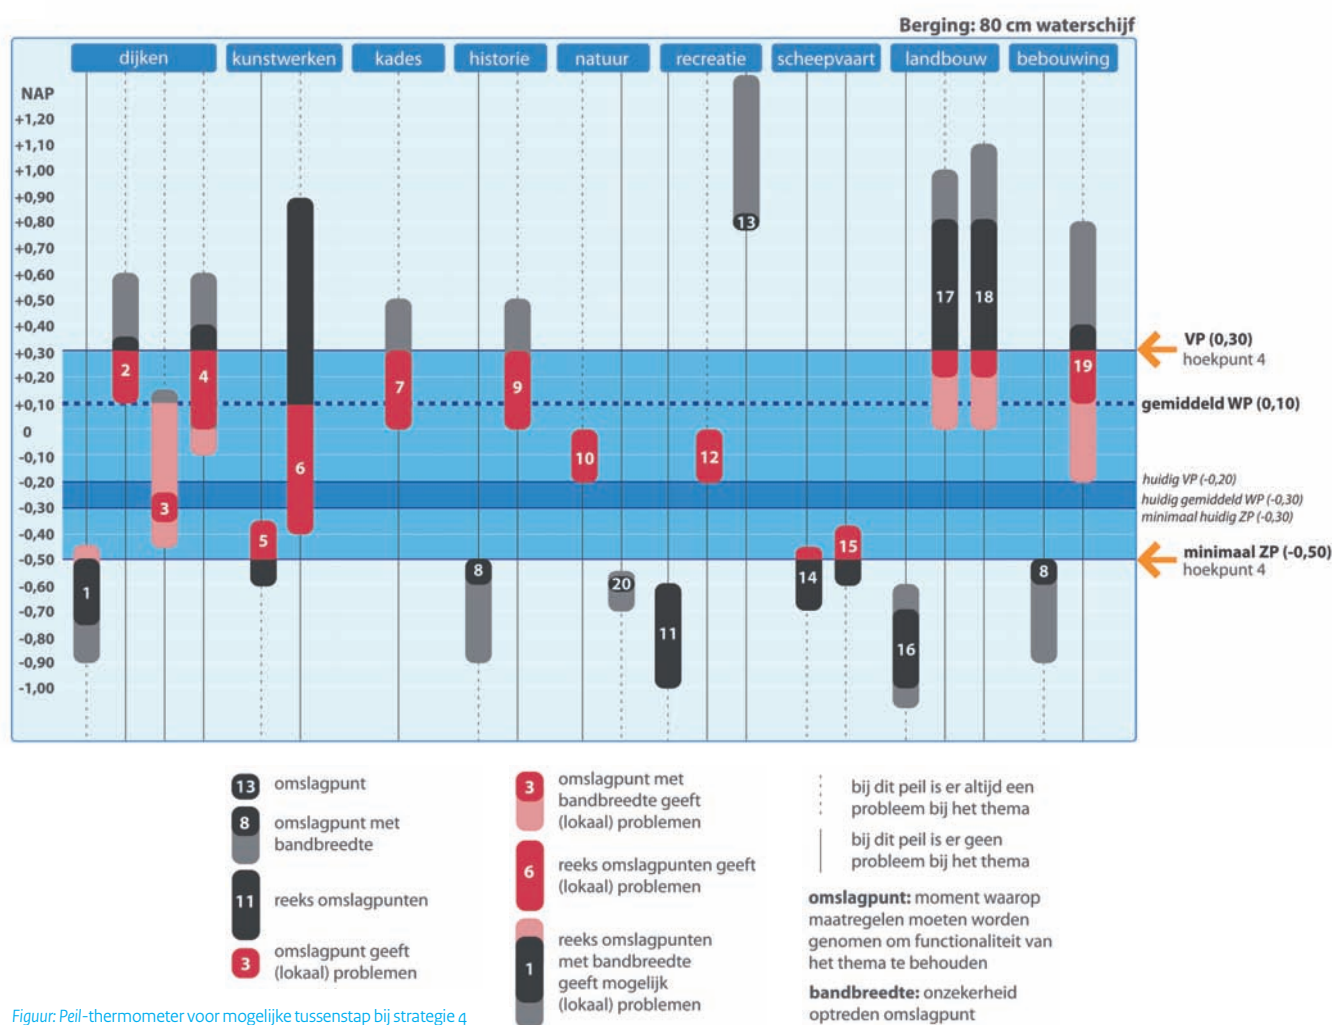 Berging: 80 cm waterschijf
dijken kunstwerken kades historie natuur recreatie scheepvaart landbouw bebouwing
NAP
+1,20
+1,10
+1,00
+0,90
+0,80
+0,70
+0,60
+0,50
+0,40
+0,30
+0,20
+0,10
0
-0,10
-0,20
-0,30
-0,40
-0,50
-0,60
-0,70
-0,80
-0,90
-1,00
1
2
3
4
5
6
7
8
9
10
20
11
12
13
14
15
16
17
18
8
19
VP (0,30)
hoekpunt 4
gemiddeld WP (0,10)
huidig VP (-0,20)
huidig gemiddeld WP (-0,30)
minimaal huidig ZP (-0,30)
minimaal ZP (-0,50)
hoekpunt 4
13 omslagpunt
8 omslagpunt met
bandbreedte
11 reeks omslagpunten
3 omslagpunt geeft
(lokaal) problemen
3 omslagpunt met
bandbreedte geeft
(lokaal) problemen
6 reeks omslagpunten geeft
(lokaal) problemen
1 reeks omslagpunten
met bandbreedte
geeft mogelijk
(lokaal) problemen
bij dit peil is er altijd een
probleem bij het thema
bij dit peil is er geen
probleem bij het thema
omslagpunt: moment waarop
maatregelen moeten worden
genomen om functionaliteit van
het thema te behouden
bandbreedte: onzekerheid
optreden omslagpunt
Figuur: Peil-thermometer voor mogelijke tussenstap bij strategie 4